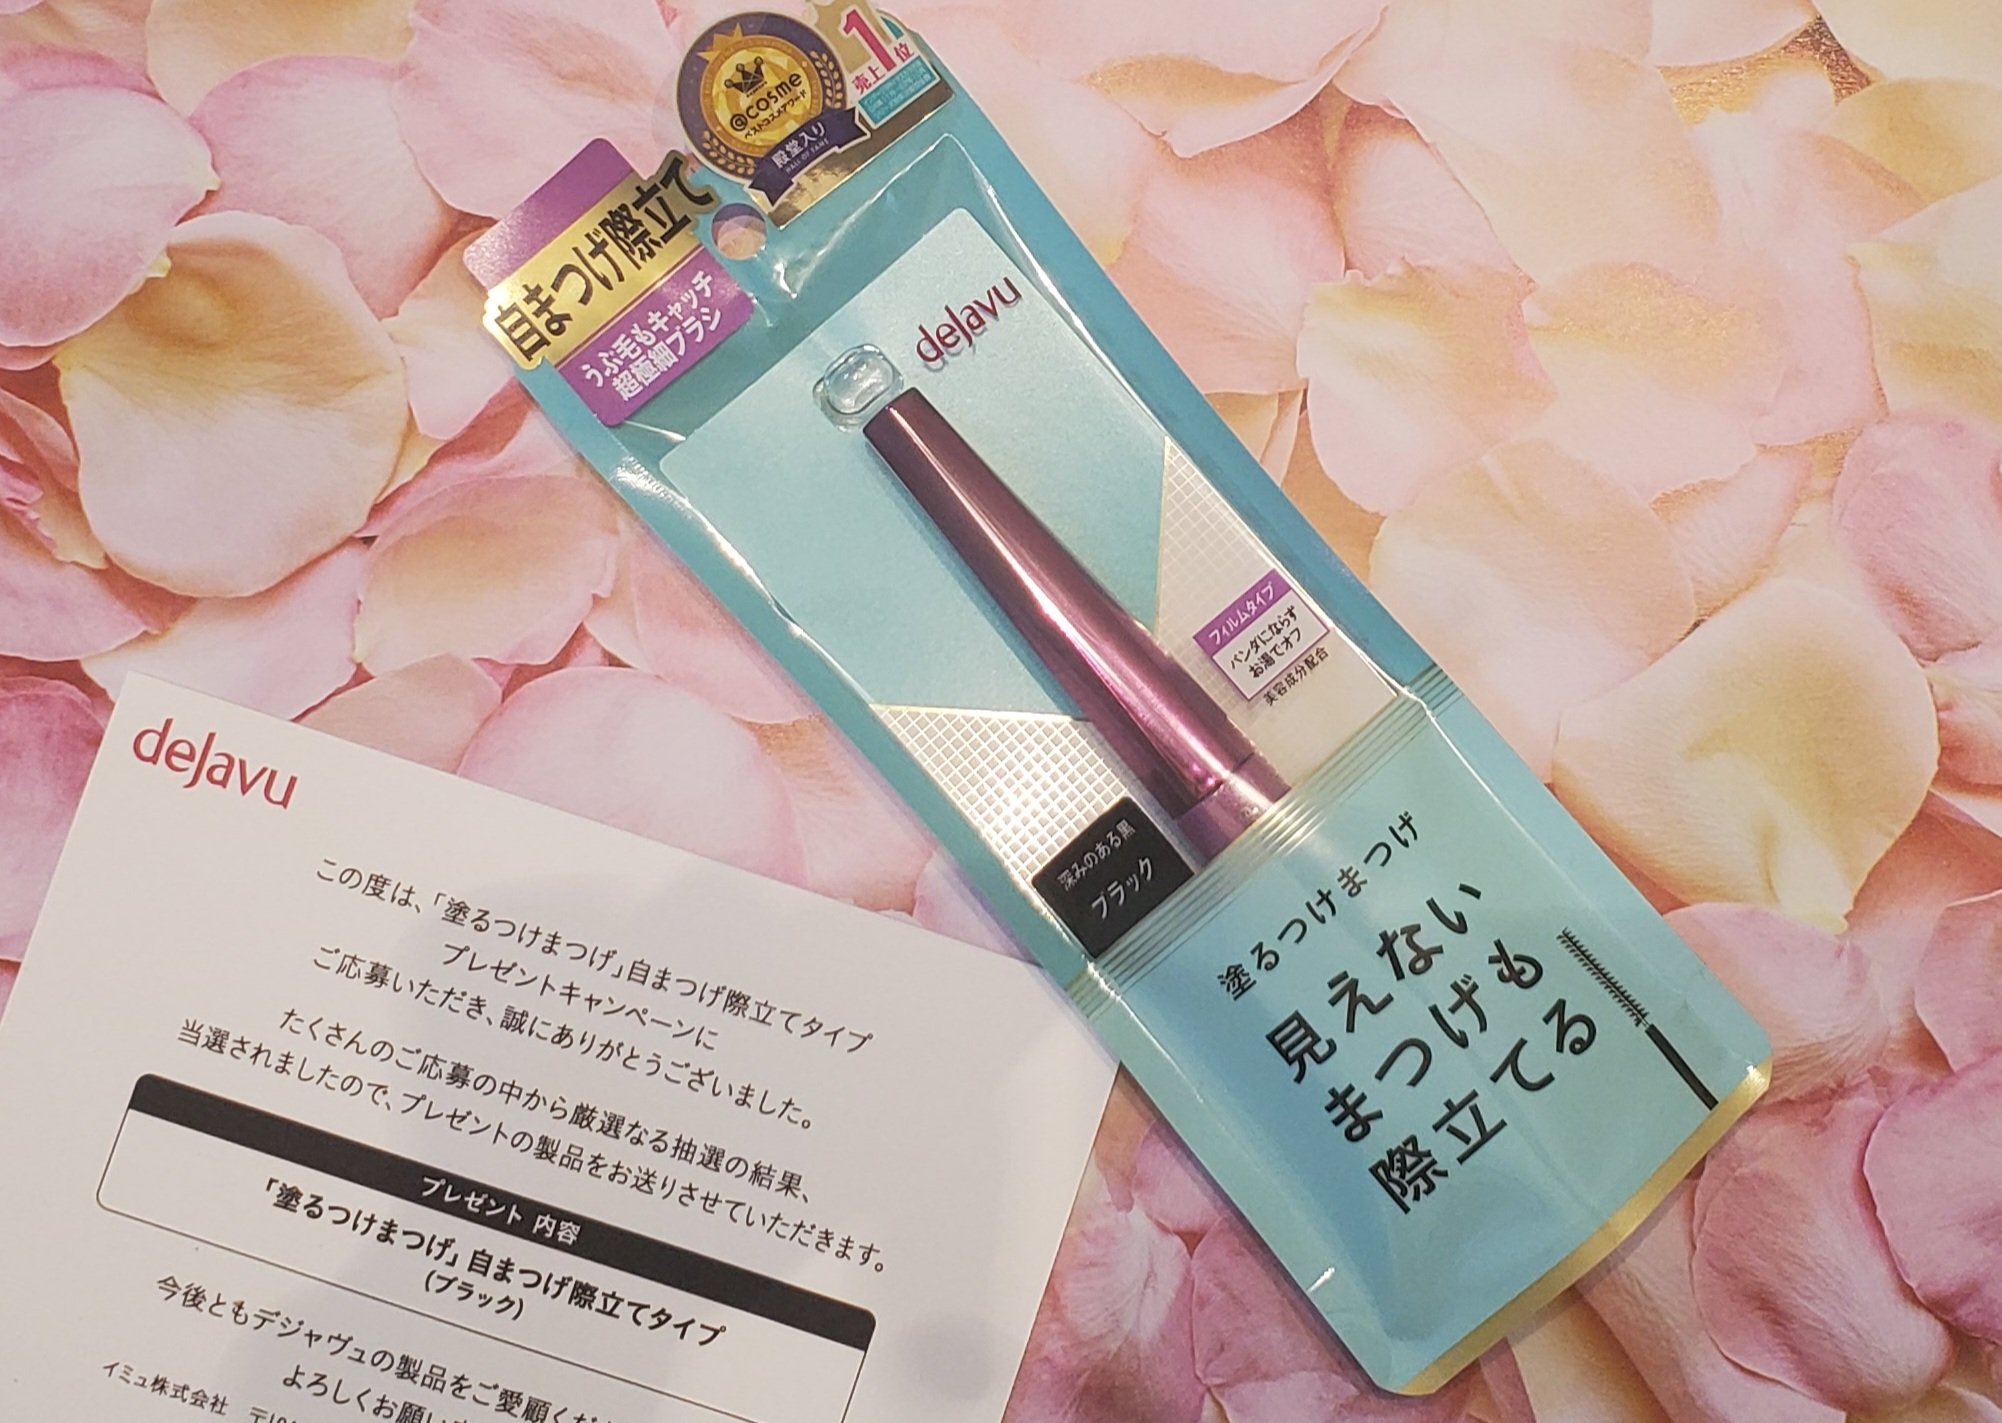 @cosme
ベストコスメアワード
殿堂入り
HALL OF FAME
売上
1
位
自まつげ際立て
うぶ毛もキャッチ
超極細ブラシ
dejavu
フィルムタイプ
パンダにならず
お湯でオフ
美容成分配合
深みのある黒
ブラック
塗るつけまつげ
見えない
まつげも
際立てる
dejavu
この度は、「塗るつけまつげ」自まつげ際立てタイプ
プレゼントキャンペーンに
ご応募いただき、誠にありがとうございました。
たくさんのご応募の中から厳選なる抽選の結果、
当選されましたので、プレゼントの製品をお送りさせていただきます。
プレゼント 内容
「塗るつけまつげ」自まつげ際立てタイプ
(ブラック)
今後ともデジャヴュの製品をご愛顧くだ
よろしくお願い
イミュ株式会社 〒104